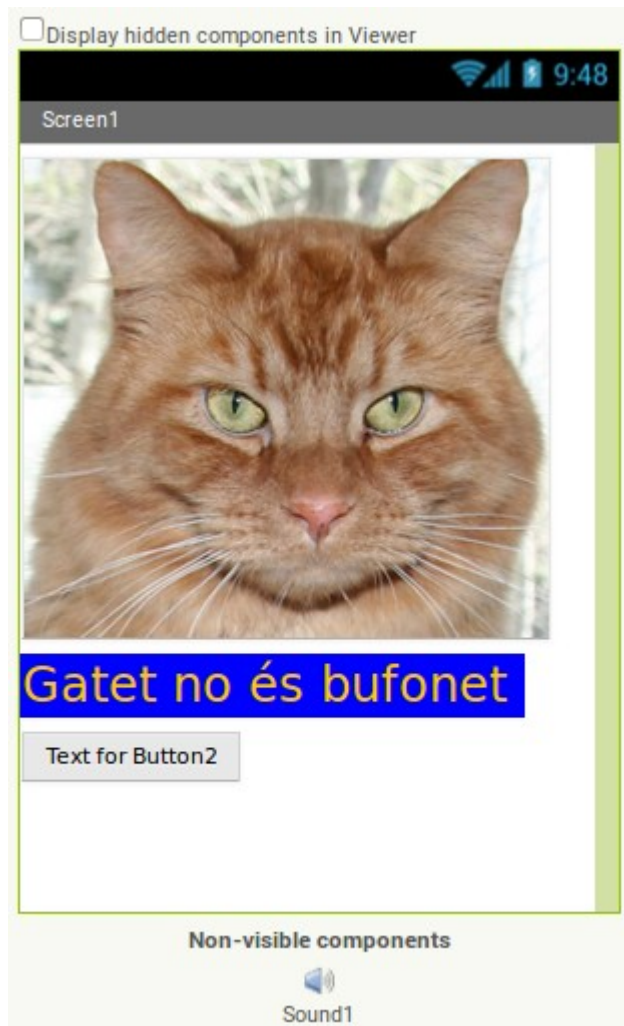 Display hidden components in Viewer
9:48
Screen1
Gatet no és bufonet
Text for Button2
Non-visible components
Sound1